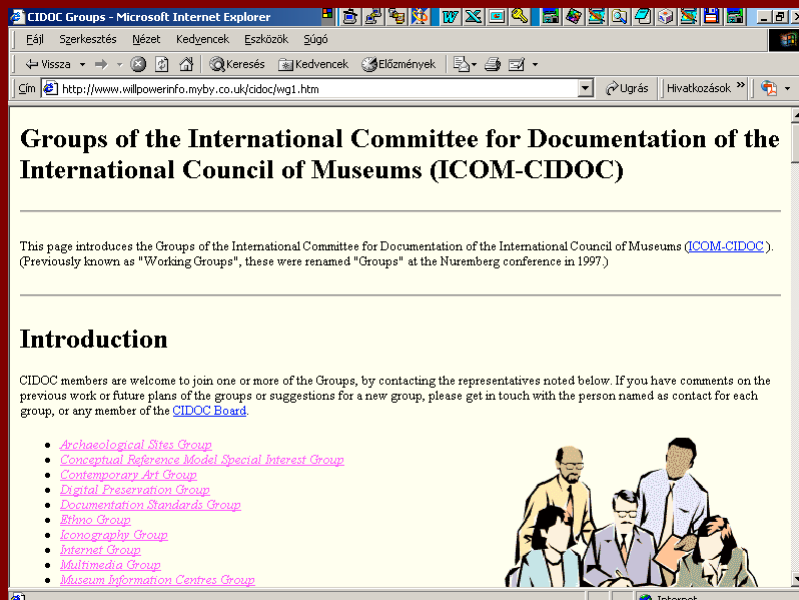 CIDOC Groups - Microsoft Internet Explorer
Fájl Szerkesztés Nézet Kedvencek Eszközök Súgó
Vissza Keresés Kedvencek Előzmények
Cím http://www.willpowerinfo.myby.co.uk/cidoc/wg1.htm Ugrás Hivatkozások »
Groups of the International Committee for Documentation of the
International Council of Museums (ICOM-CIDOC)
This page introduces the Groups of the International Committee for Documentation of the International Council of Museums (ICOM-CIDOC ).
(Previously known as "Working Groups", these were renamed "Groups" at the Nuremberg conference in 1997.)
Introduction
CIDOC members are welcome to join one or more of the Groups, by contacting the representatives noted below. If you have comments on the
previous work or future plans of the groups or suggestions for a new group, please get in touch with the person named as contact for each
group, or any member of the CIDOC Board.
Archaeological Sites Group
Conceptual Reference Model Special Interest Group
Contemporary Art Group
Digital Preservation Group
Documentation Standards Group
Ethno Group
Iconography Group
Internet Group
Multimedia Group
Museum Information Centres Group
Internet